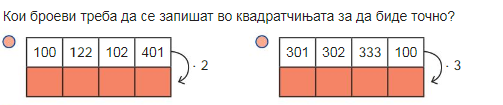 Кои броеви треба да се запишат во квадратчињата за да биде точно?
100 122 102 401 · 2
301 302 333 100 · 3